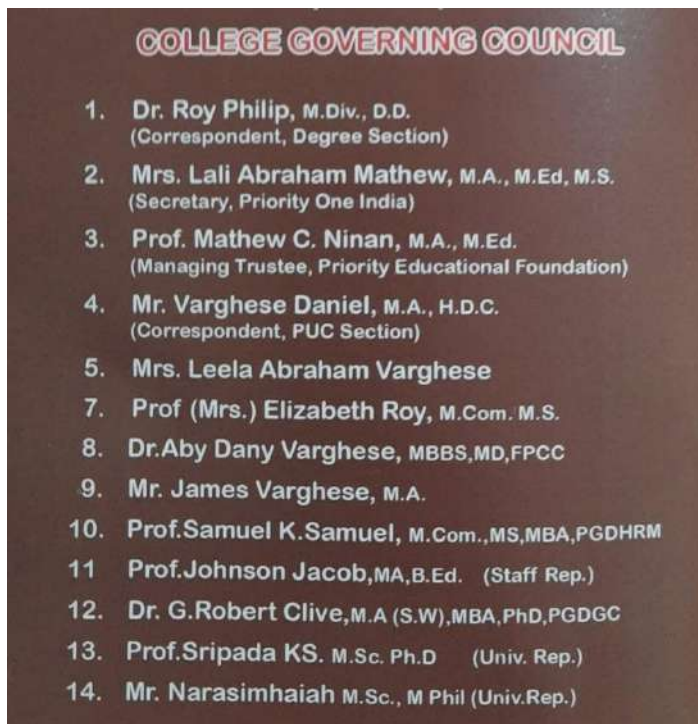 COLLEGE GOVERNING COUNCIL
1. Dr. Roy Philip, M.Div., D.D.
(Correspondent, Degree Section)
2. Mrs. Lali Abraham Mathew, M.A., M.Ed, M.S.
(Secretary, Priority One India)
3. Prof. Mathew C. Ninan, M.A., M.Ed.
(Managing Trustee, Priority Educational Foundation)
4. Mr. Varghese Daniel, M.A., H.D.C.
(Correspondent, PUC Section)
5. Mrs. Leela Abraham Varghese
7. Prof (Mrs.) Elizabeth Roy, M.Com. M.S.
8. Dr.Aby Dany Varghese, MBBS,MD,FPCC
9. Mr. James Varghese, M.A.
10. Prof.Samuel K.Samuel, M.Com.,MS,MBA,PGDHRM
11 Prof.Johnson Jacob,MA,B.Ed. (Staff Rep.)
12. Dr. G.Robert Clive,M.A (S.W),MBA,PhD,PGDGC
13. Prof.Sripada KS. M.Sc. Ph.D (Univ. Rep.)
14. Mr. Narasimhaiah M.Sc., M Phil (Univ.Rep.)